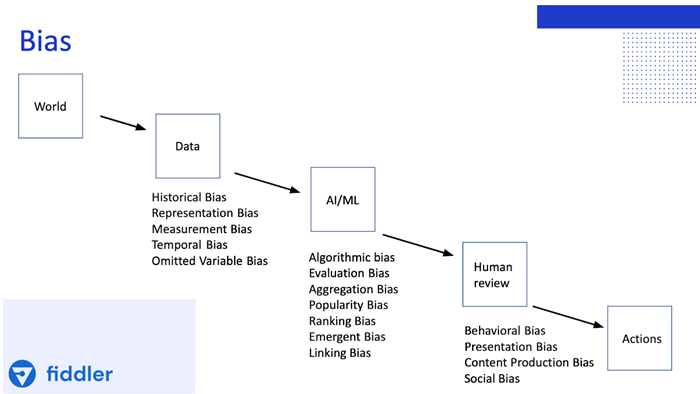 Bias
World
Data
Historical Bias
Representation Bias
Measurement Bias
Temporal Bias
Omitted Variable Bias
AI/ML
Algorithmic bias
Evaluation Bias
Aggregation Bias
Popularity Bias
Ranking Bias
Emergent Bias
Linking Bias
Human
review
Behavioral Bias
Presentation Bias
Content Production Bias
Social Bias
Actions
fiddler